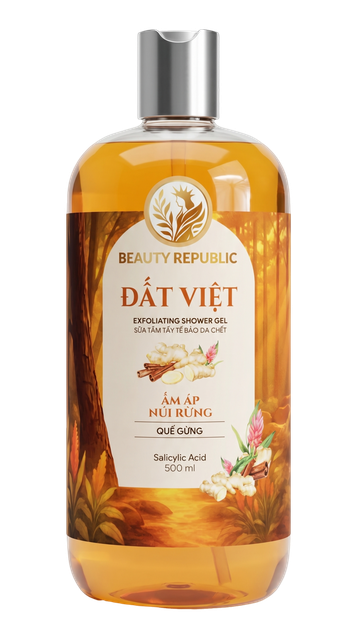 BEAUTY REPUBLIC
ĐẤT VIỆT
EXFOLIATING SHOWER GEL
SỮA TẮM TẨY TẾ BÀO DA CHẾT
ẤM ÁP
NÚI RỪNG
QUẾ GỪNG
Salicylic Acid
500 ml